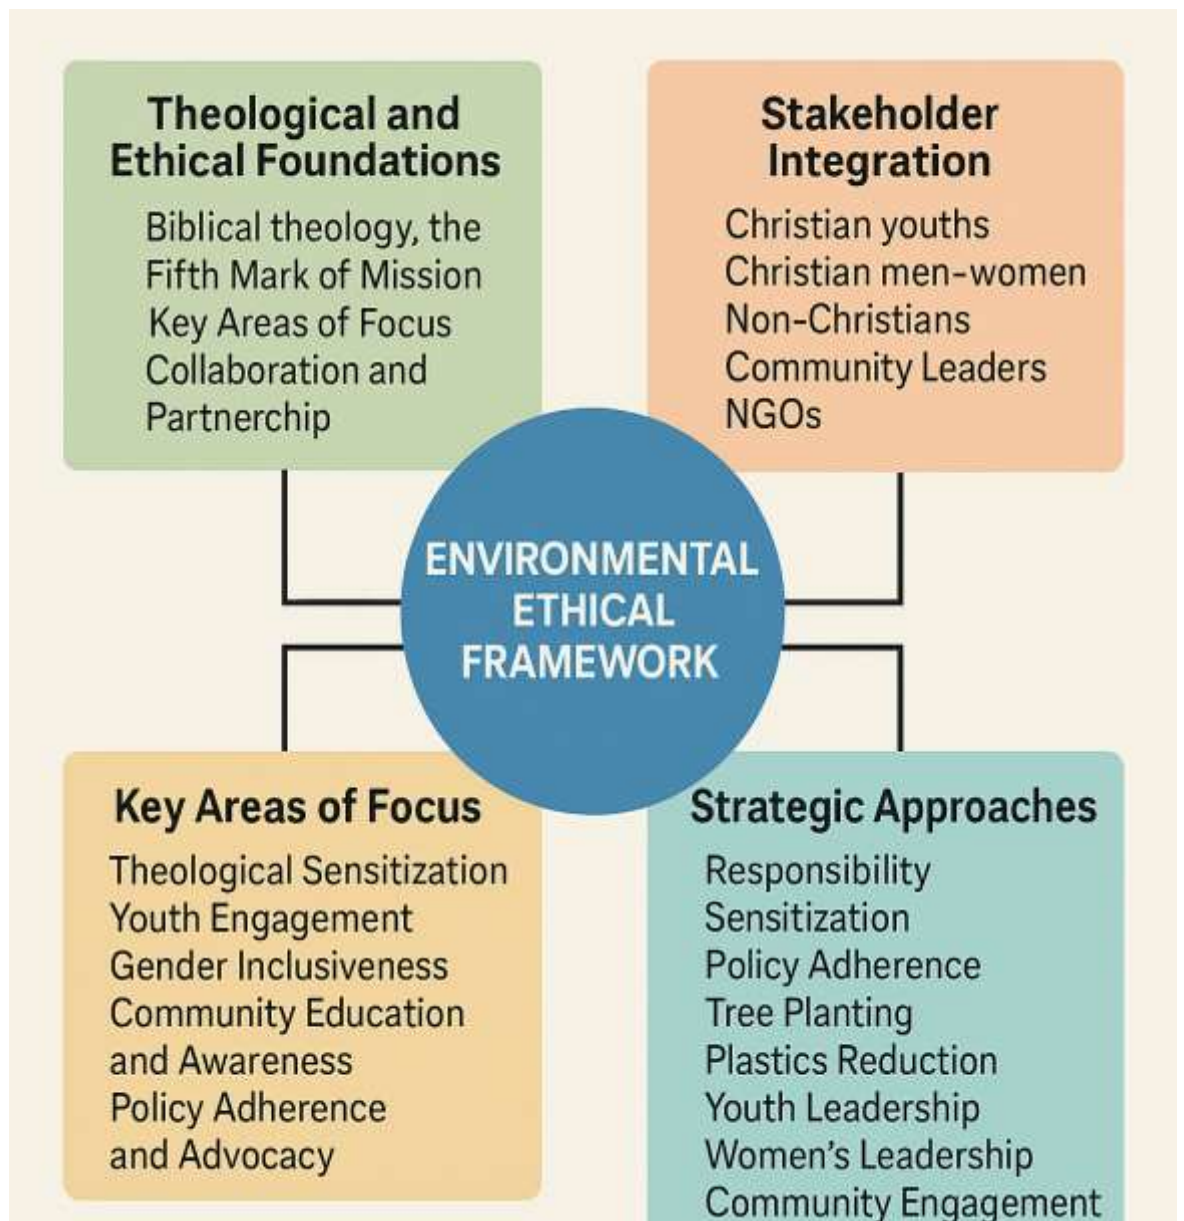 Theological and
Ethical Foundations
Biblical theology, the
Fifth Mark of Mission
Key Areas of Focus
Collaboration and
Partnerchip
Stakeholder
Integration
Christian youths
Christian men-women
Non-Christians
Community Leaders
NGOs
ENVIRONMENTAL
ETHICAL
FRAMEWORK
Key Areas of Focus
Theological Sensitization
Youth Engagement
Gender Inclusiveness
Community Education
and Awareness
Policy Adherence
and Advocacy
Strategic Approaches
Responsibility
Sensitization
Policy Adherence
Tree Planting
Plastics Reduction
Youth Leadership
Women’s Leadership
Community Engagement